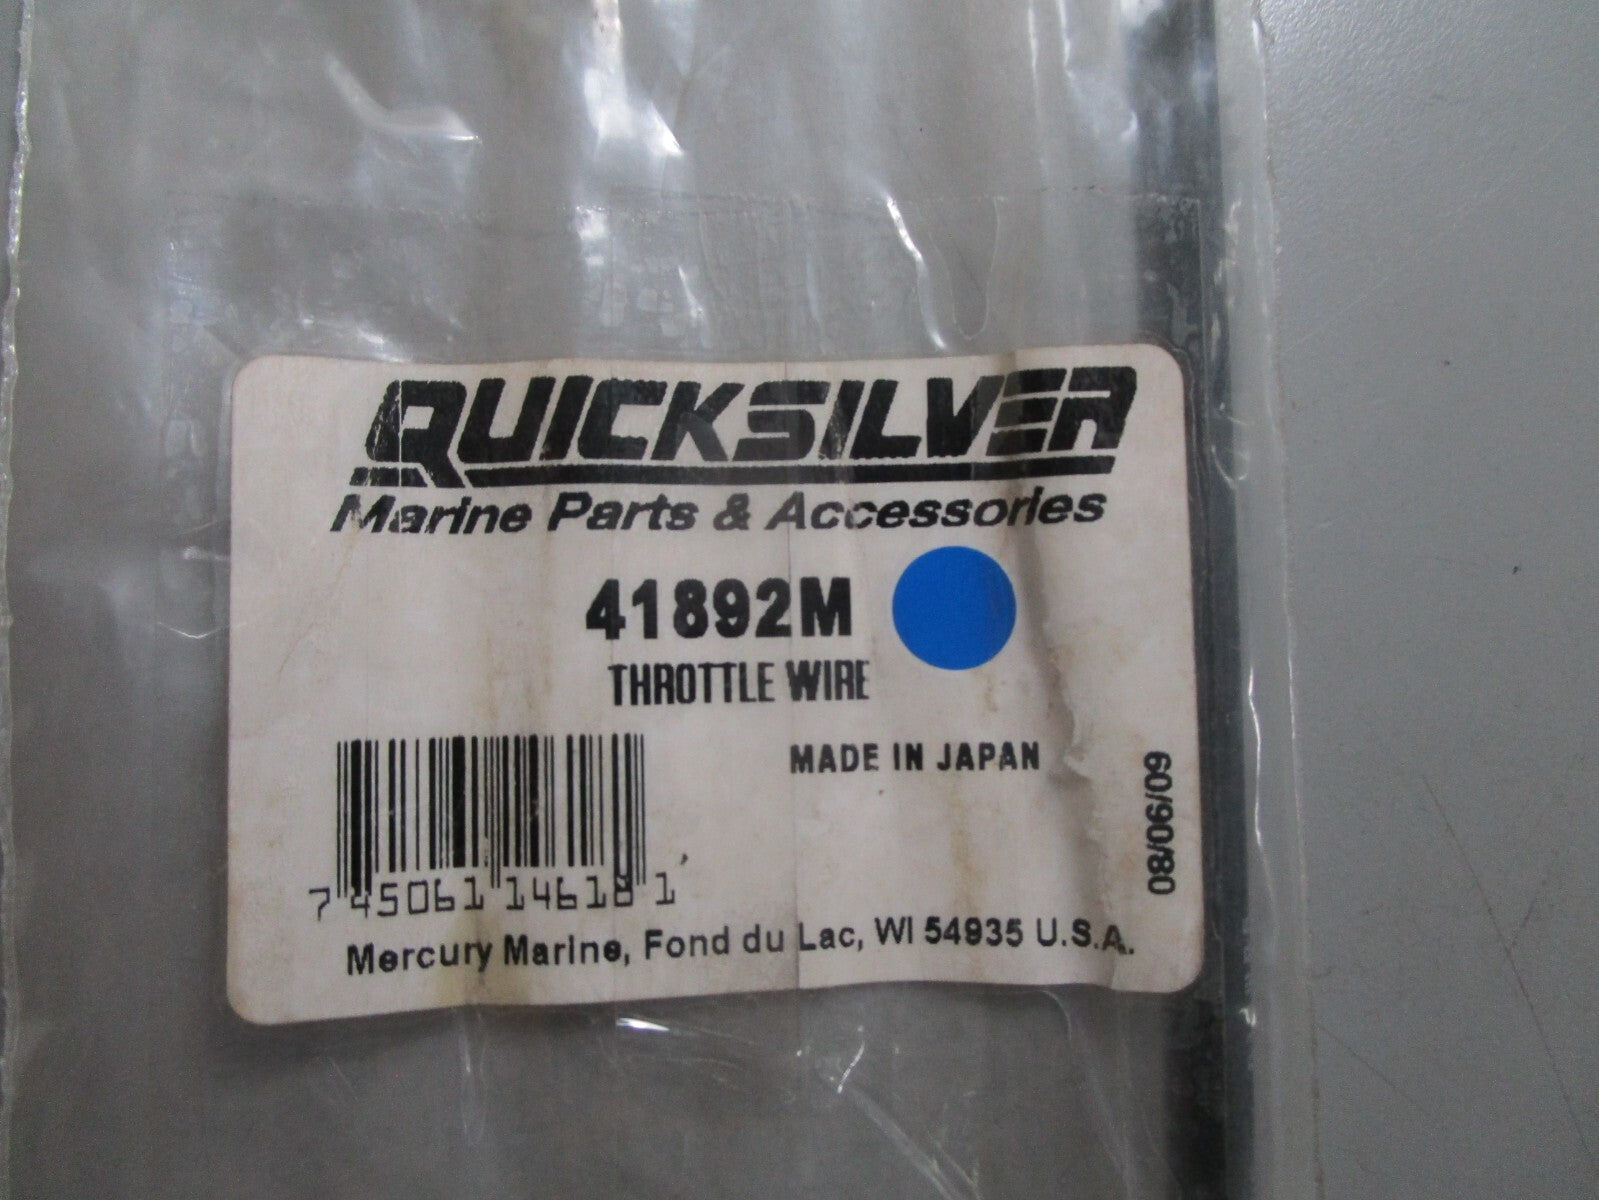 QUICKSILVER
Marine Parts & Accessories
41892M
THROTTLE WIRE
MADE IN JAPAN
08/06/09
7 45061 14618 1
Mercury Marine, Fond du Lac, WI 54935 U.S.A.